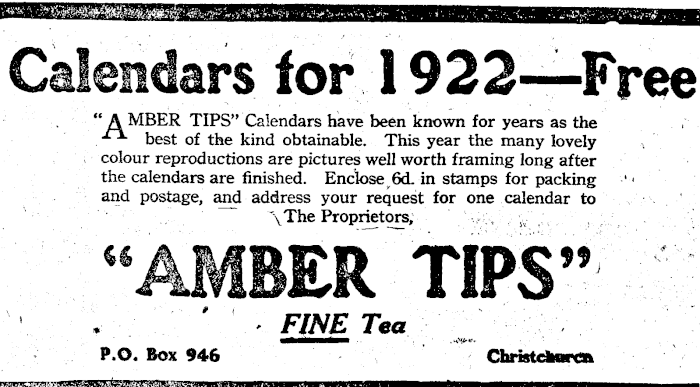 Calendars for 1922—Free
"AMBER TIPS" Calendars have been known for years as the
best of the kind obtainable. This year the many lovely
colour reproductions are pictures well worth framing long after
the calendars are finished. Enclose 6d. in stamps for packing
and postage, and address your request for one calendar to
The Proprietors,
"AMBER TIPS"
FINE Tea
P.O. Box 946 Christchurch